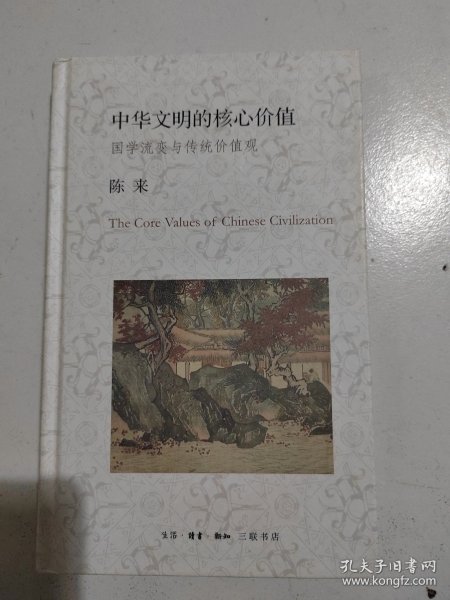 中华文明的核心价值
国学流变与传统价值观
陈来
The Core Values of Chinese Civilization
生活·读书·新知 三联书店
孔夫子旧书网
www.kongfz.com